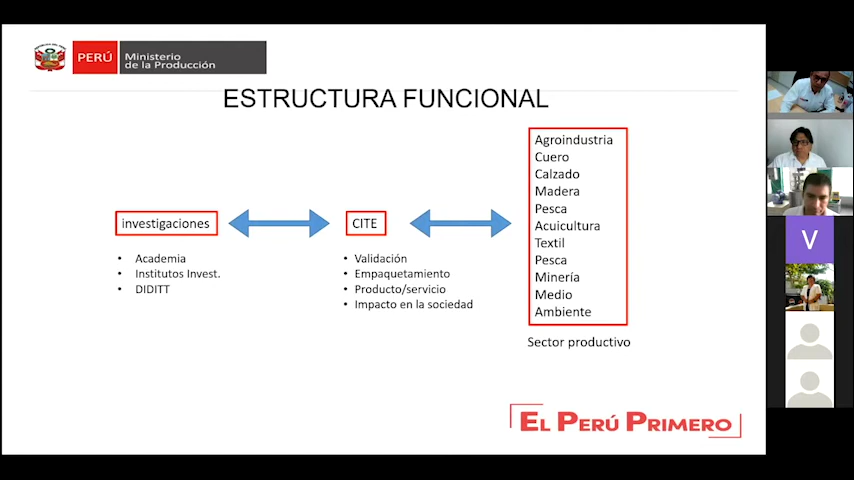 PERÚ
Ministerio
de la Producción
ESTRUCTURA FUNCIONAL
investigaciones
• Academia
• Institutos Invest.
• DIDITT
CITE
• Validación
• Empaquetamiento
• Producto/servicio
• Impacto en la sociedad
Agroindustria
Cuero
Calzado
Madera
Pesca
Acuicultura
Textil
Pesca
Minería
Medio
Ambiente
Sector productivo
EL PERÚ PRIMERO
V